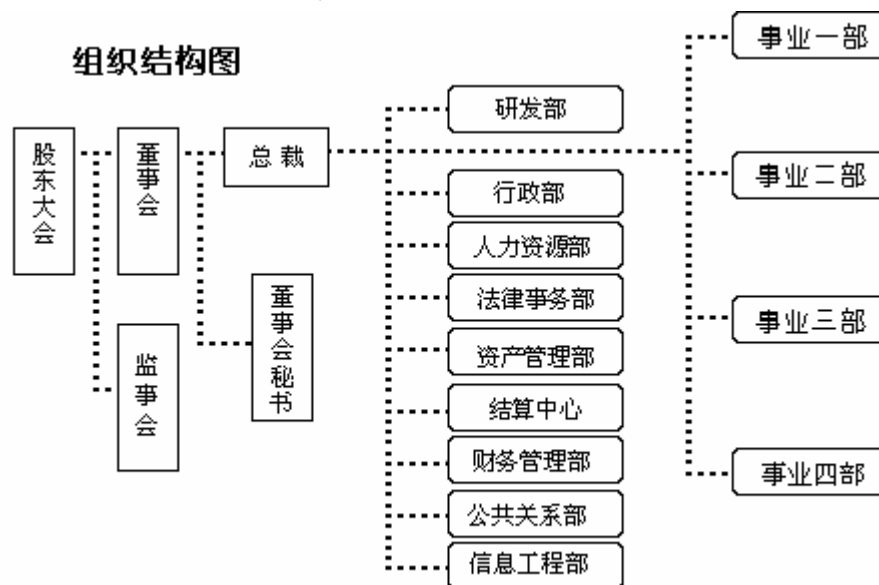 组织结构图
股东大会
董事会
监事会
总裁
董事会秘书
研发部
行政部
人力资源部
法律事务部
资产管理部
结算中心
财务管理部
公共关系部
信息工程部
事业一部
事业二部
事业三部
事业四部